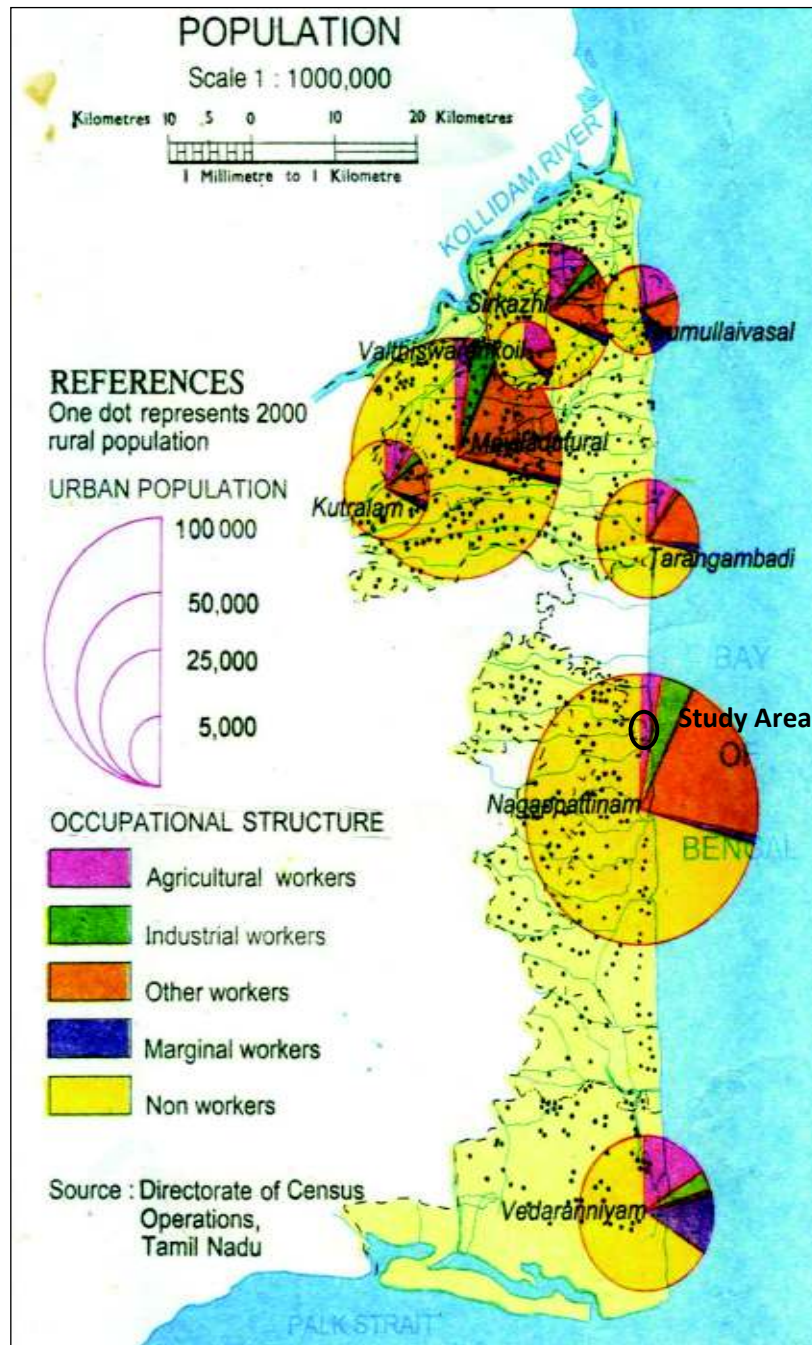 POPULATION
Scale 1 : 1000,000
Kilometres 10 5 0 10 20 Kilometres
1 Millimetre to 1 Kilometre
KOLLIDAM RIVER
Sirkazhi
Vaithiswarankoil
REFERENCES
One dot represents 2000
rural population
Kutralam
Tarangambadi
URBAN POPULATION
100 000
50,000
25,000
5,000
BAY
Study Area
OF
Nagappattinam
BENGAL
OCCUPATIONAL STRUCTURE
Agricultural workers
Industrial workers
Other workers
Marginal workers
Non workers
Source : Directorate of Census
Operations,
Tamil Nadu
Vedaranniyam
PALK STRAIT